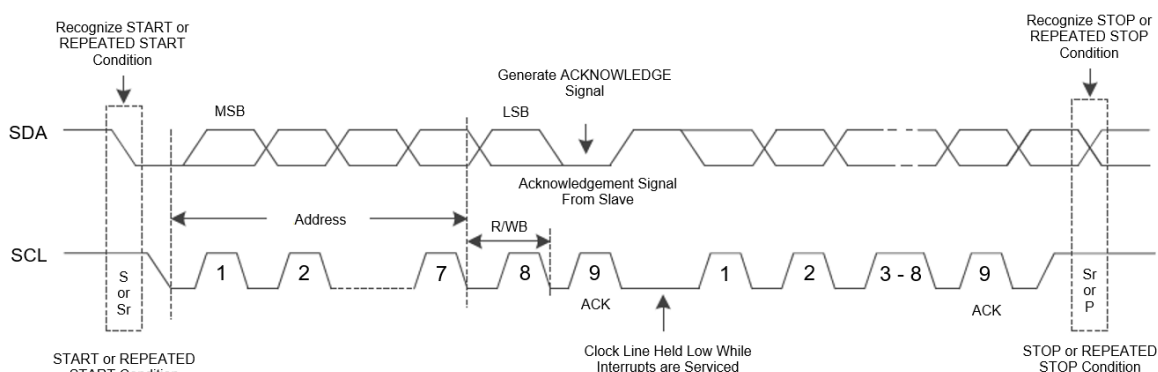 Recognize START or
REPEATED START
Condition
Recognize STOP or
REPEATED STOP
Condition
Generate ACKNOWLEDGE
Signal
MSB
LSB
SDA
Acknowledgement Signal
From Slave
Address
R/WB
SCL
1
2
7
8
9
1
2
3 - 8
9
S
or
Sr
Sr
or
P
ACK
ACK
START or REPEATED
START Condition
Clock Line Held Low While
Interrupts are Serviced
STOP or REPEATED
STOP Condition